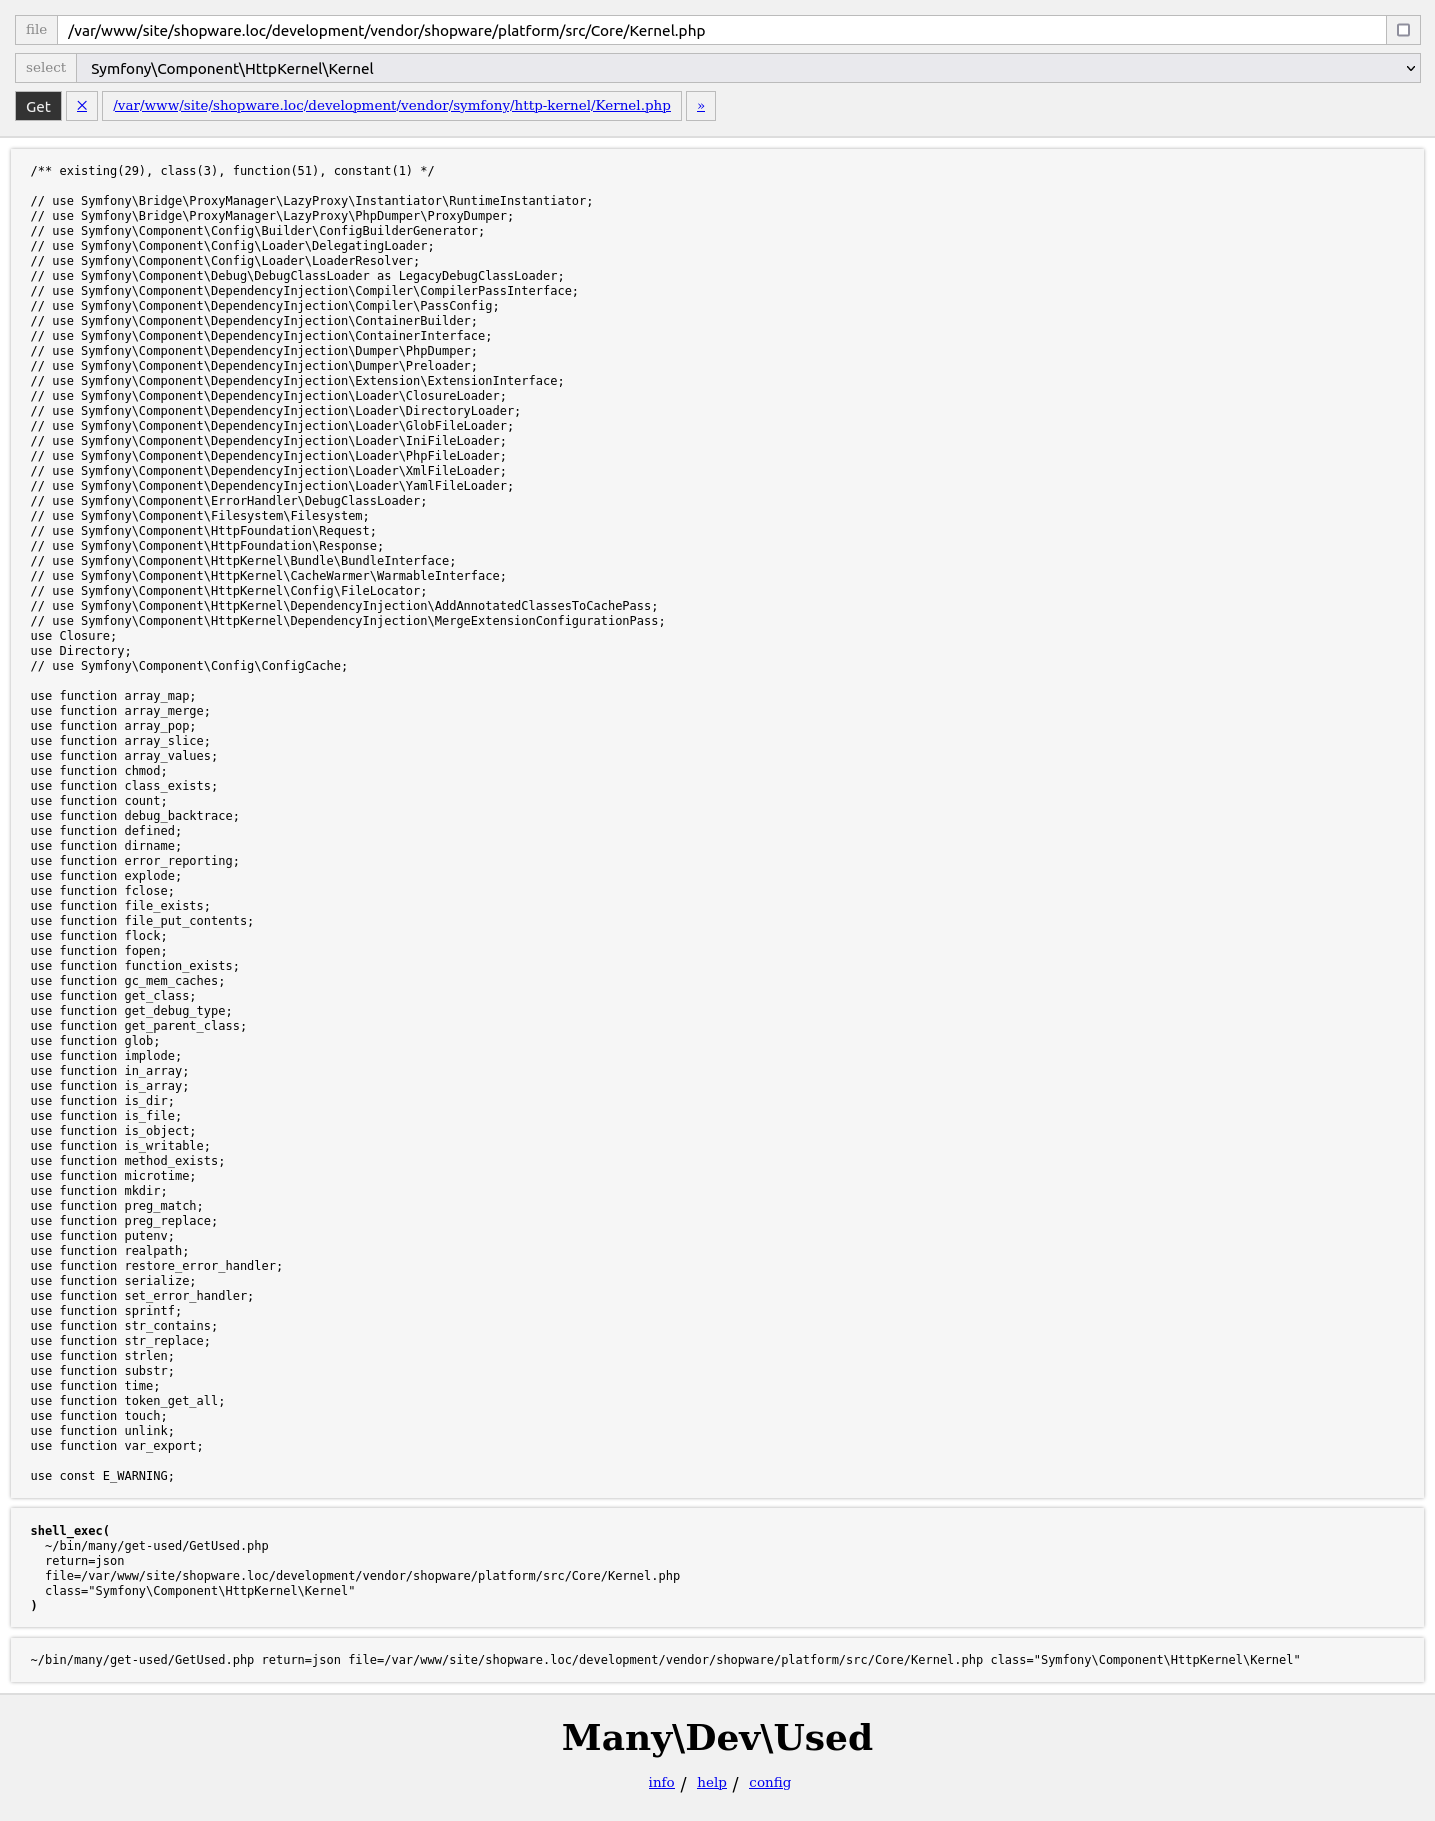 file /var/www/site/shopware.loc/development/vendor/shopware/platform/src/Core/Kernel.php
select Symfony\Component\HttpKernel\Kernel
Get × /var/www/site/shopware.loc/development/vendor/symfony/http-kernel/Kernel.php »
/** existing(29), class(3), function(51), constant(1) */
// use Symfony\Bridge\ProxyManager\LazyProxy\Instantiator\RuntimeInstantiator;
// use Symfony\Bridge\ProxyManager\LazyProxy\PhpDumper\ProxyDumper;
// use Symfony\Component\Config\Builder\ConfigBuilderGenerator;
// use Symfony\Component\Config\Loader\DelegatingLoader;
// use Symfony\Component\Config\Loader\LoaderResolver;
// use Symfony\Component\Debug\DebugClassLoader as LegacyDebugClassLoader;
// use Symfony\Component\DependencyInjection\Compiler\CompilerPassInterface;
// use Symfony\Component\DependencyInjection\Compiler\PassConfig;
// use Symfony\Component\DependencyInjection\ContainerBuilder;
// use Symfony\Component\DependencyInjection\ContainerInterface;
// use Symfony\Component\DependencyInjection\Dumper\PhpDumper;
// use Symfony\Component\DependencyInjection\Dumper\Preloader;
// use Symfony\Component\DependencyInjection\Extension\ExtensionInterface;
// use Symfony\Component\DependencyInjection\Loader\ClosureLoader;
// use Symfony\Component\DependencyInjection\Loader\DirectoryLoader;
// use Symfony\Component\DependencyInjection\Loader\GlobFileLoader;
// use Symfony\Component\DependencyInjection\Loader\IniFileLoader;
// use Symfony\Component\DependencyInjection\Loader\PhpFileLoader;
// use Symfony\Component\DependencyInjection\Loader\XmlFileLoader;
// use Symfony\Component\DependencyInjection\Loader\YamlFileLoader;
// use Symfony\Component\ErrorHandler\DebugClassLoader;
// use Symfony\Component\Filesystem\Filesystem;
// use Symfony\Component\HttpFoundation\Request;
// use Symfony\Component\HttpFoundation\Response;
// use Symfony\Component\HttpKernel\Bundle\BundleInterface;
// use Symfony\Component\HttpKernel\CacheWarmer\WarmableInterface;
// use Symfony\Component\HttpKernel\Config\FileLocator;
// use Symfony\Component\HttpKernel\DependencyInjection\AddAnnotatedClassesToCachePass;
// use Symfony\Component\HttpKernel\DependencyInjection\MergeExtensionConfigurationPass;
use Closure;
use Directory;
// use Symfony\Component\Config\ConfigCache;
use function array_map;
use function array_merge;
use function array_pop;
use function array_slice;
use function array_values;
use function chmod;
use function class_exists;
use function count;
use function debug_backtrace;
use function defined;
use function dirname;
use function error_reporting;
use function explode;
use function fclose;
use function file_exists;
use function file_put_contents;
use function flock;
use function fopen;
use function function_exists;
use function gc_mem_caches;
use function get_class;
use function get_debug_type;
use function get_parent_class;
use function glob;
use function implode;
use function in_array;
use function is_array;
use function is_dir;
use function is_file;
use function is_object;
use function is_writable;
use function method_exists;
use function microtime;
use function mkdir;
use function preg_match;
use function preg_replace;
use function putenv;
use function realpath;
use function restore_error_handler;
use function serialize;
use function set_error_handler;
use function sprintf;
use function str_contains;
use function str_replace;
use function strlen;
use function substr;
use function time;
use function token_get_all;
use function touch;
use function unlink;
use function var_export;
use const E_WARNING;
shell_exec(
~/bin/many/get-used/GetUsed.php
return=json
file=/var/www/site/shopware.loc/development/vendor/shopware/platform/src/Core/Kernel.php
class="Symfony\Component\HttpKernel\Kernel"
)
~/bin/many/get-used/GetUsed.php return=json file=/var/www/site/shopware.loc/development/vendor/shopware/platform/src/Core/Kernel.php class="Symfony\Component\HttpKernel\Kernel"
Many\Dev\Used
info / help / config